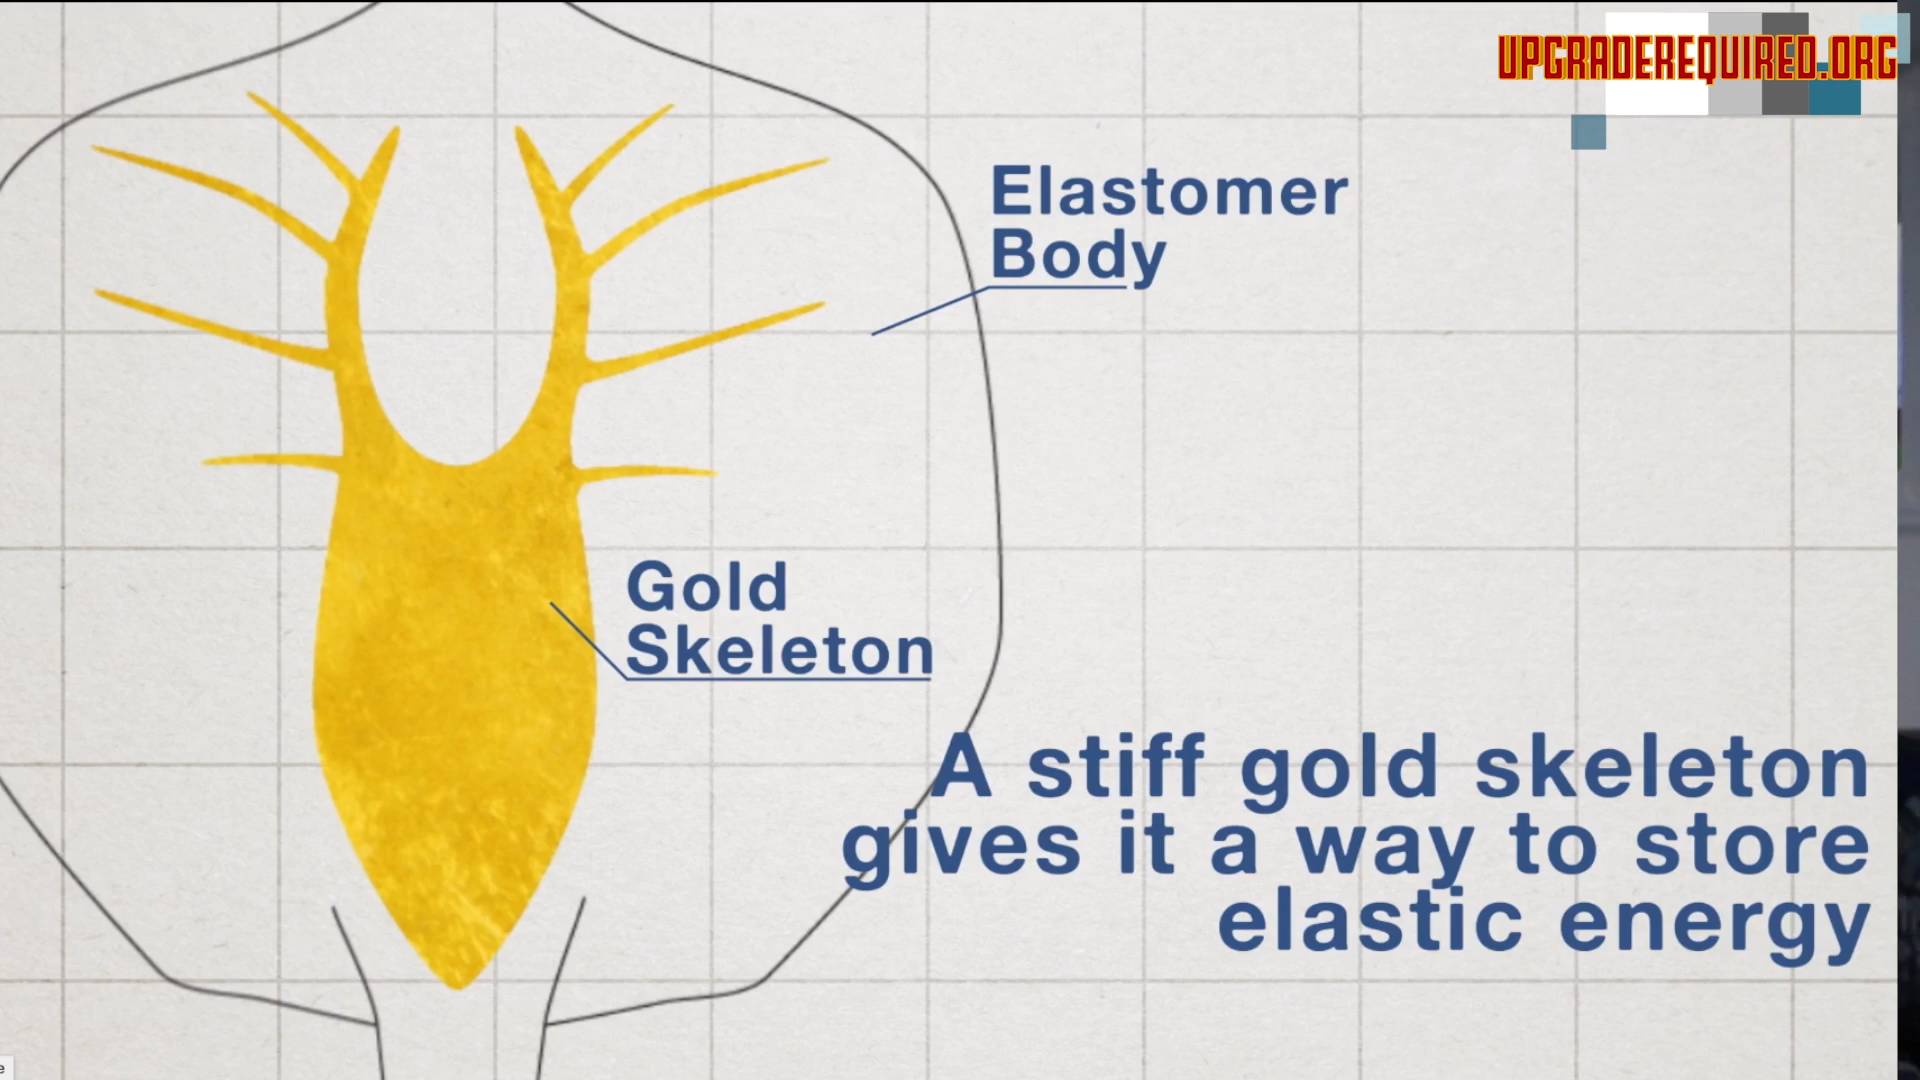 UPGRADEREQUIRED.ORG
Elastomer
Body
Gold
Skeleton
A stiff gold skeleton
gives it a way to store
elastic energy
e